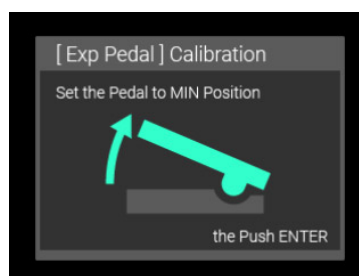 [ Exp Pedal ] Calibration
Set the Pedal to MIN Position
the Push ENTER